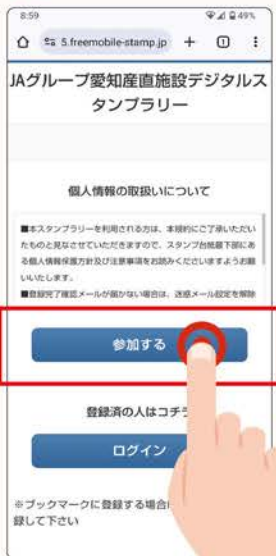 8:59
49%
5.freemobile-stamp.jp
JAグループ愛知産直施設デジタルス
タンプラリー
個人情報の取扱いについて
■本スタンプラリーを利用される方は、本規約にご了承いただい
たものと見なさせていただきますので、スタンプ台紙最下部にあ
る個人情報保護方針及び注意事項をお読みくださいますようお願
いいたします。
■登録完了確認メールが届かない場合は、迷惑メール設定を解除
参加する
登録済の人はコチ
ログイン
※ブックマークに登録する場合
録して下さい